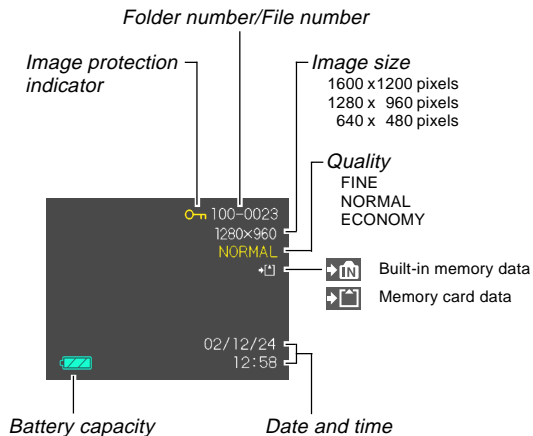 Folder number/File number
Image protection
indicator
Image size
1600 x1200 pixels
1280 x 960 pixels
640 x 480 pixels
Quality
FINE
NORMAL
ECONOMY
100-0023
1280×960
NORMAL
IN Built-in memory data
Memory card data
02/12/24
12:58
Battery capacity
Date and time